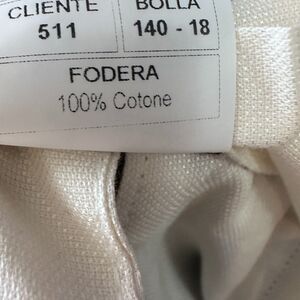 CLIENTE BOLLA
511 140 - 18
FODERA
100% Cotone